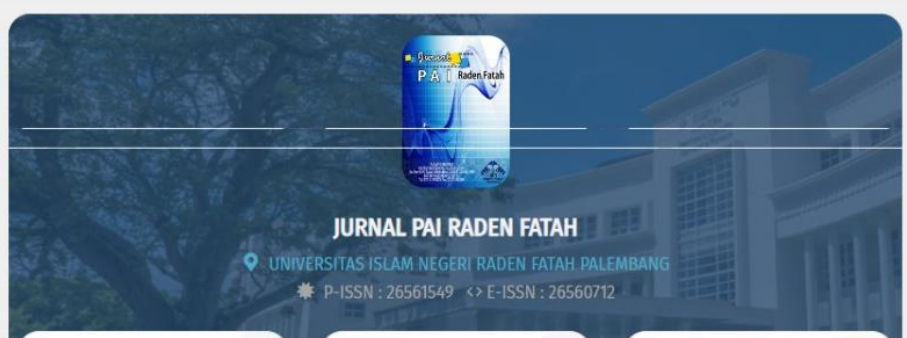 Jurnal
PAI Raden Fatah
JURNAL PAI RADEN FATAH
UNIVERSITAS ISLAM NEGERI RADEN FATAH PALEMBANG
P-ISSN : 26561549 <> E-ISSN : 26560712